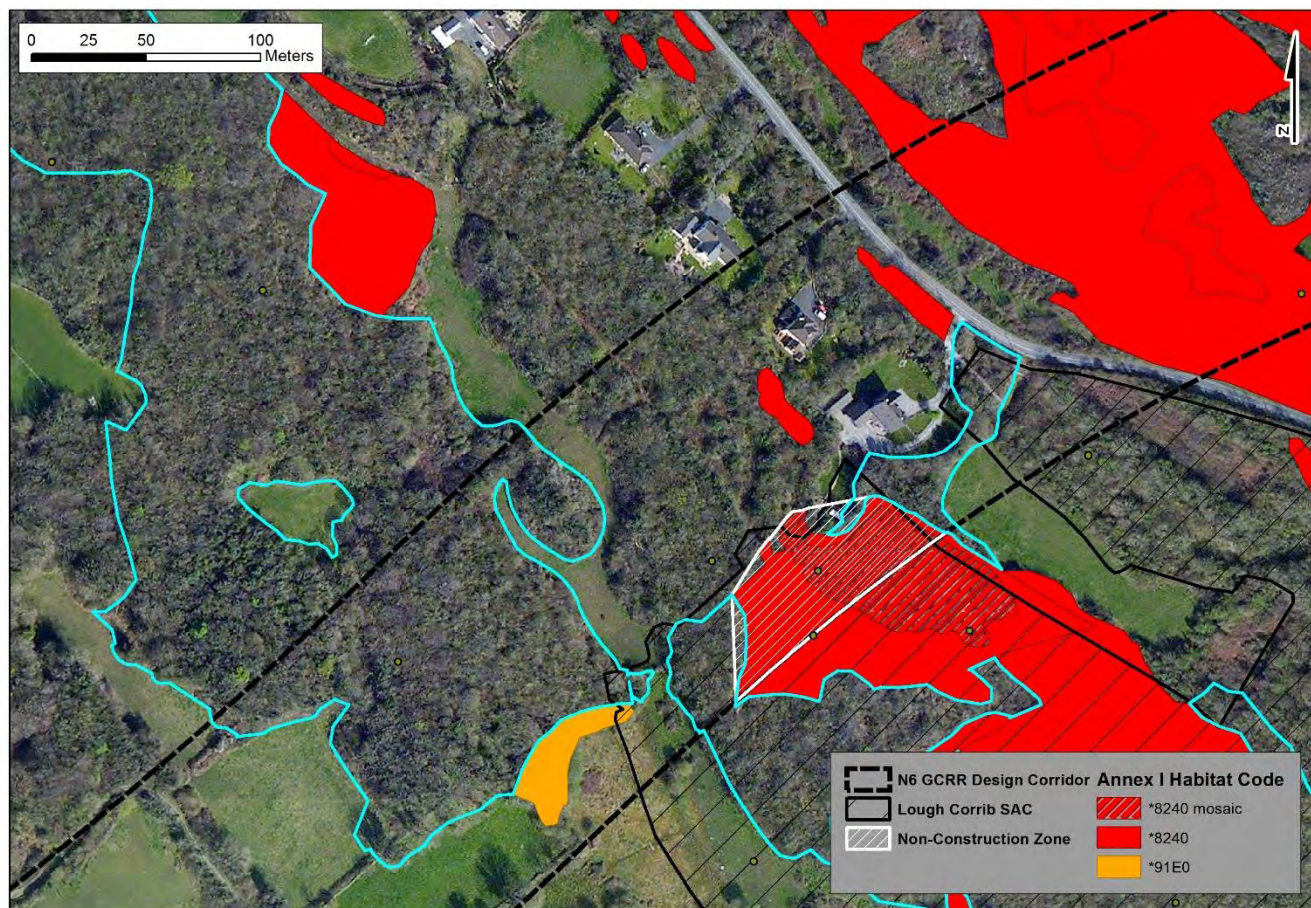 0 25 50 100
Meters
N
N6 GCRR Design Corridor
Lough Corrib SAC
Non-Construction Zone
Annex I Habitat Code
*8240 mosaic
*8240
*91E0